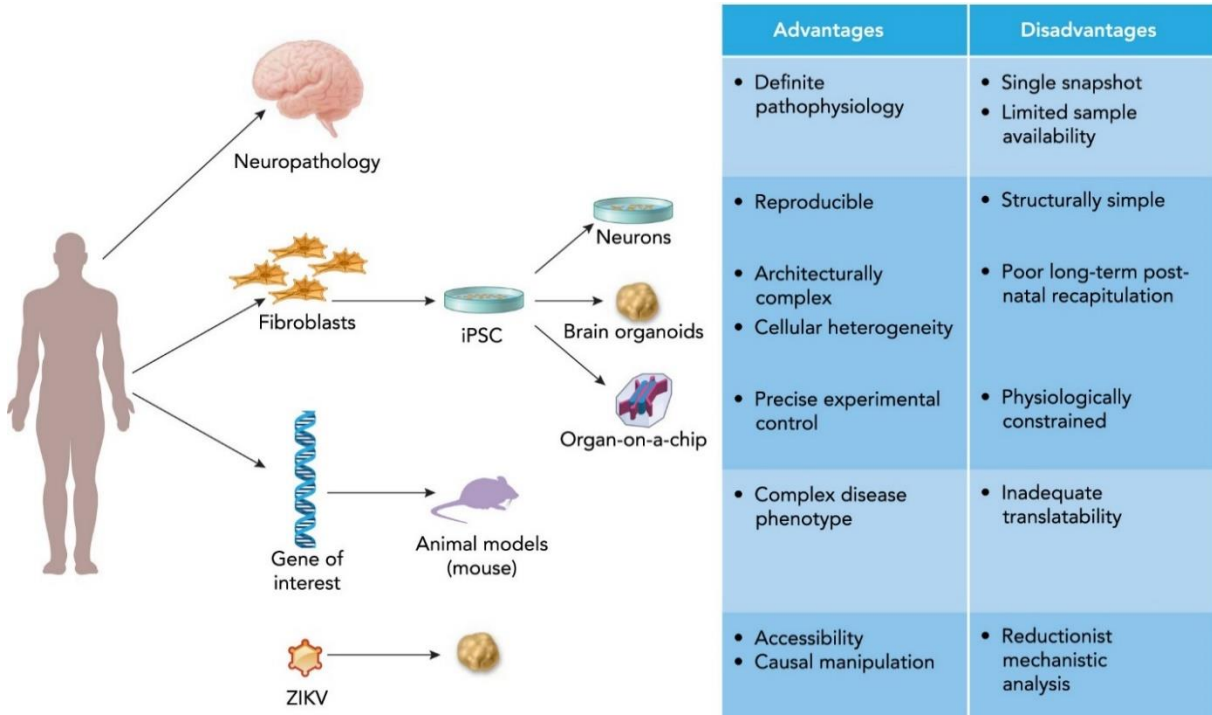 Neuropathology
Fibroblasts
iPSC
Neurons
Brain organoids
Organ-on-a-chip
Gene of
interest
Animal models
(mouse)
ZIKV
Advantages
Disadvantages
• Definite
pathophysiology
• Single snapshot
• Limited sample
availability
• Reproducible
• Structurally simple
• Architecturally
complex
• Cellular heterogeneity
• Poor long-term post-
natal recapitulation
• Precise experimental
control
• Physiologically
constrained
• Complex disease
phenotype
• Inadequate
translatability
• Accessibility
• Causal manipulation
• Reductionist
mechanistic
analysis